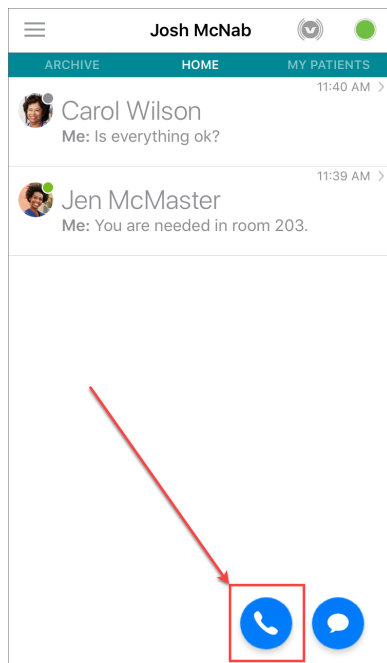 Josh McNab
ARCHIVE HOME MY PATIENTS
11:40 AM
Carol Wilson
Me: Is everything ok?
11:39 AM
Jen McMaster
Me: You are needed in room 203.